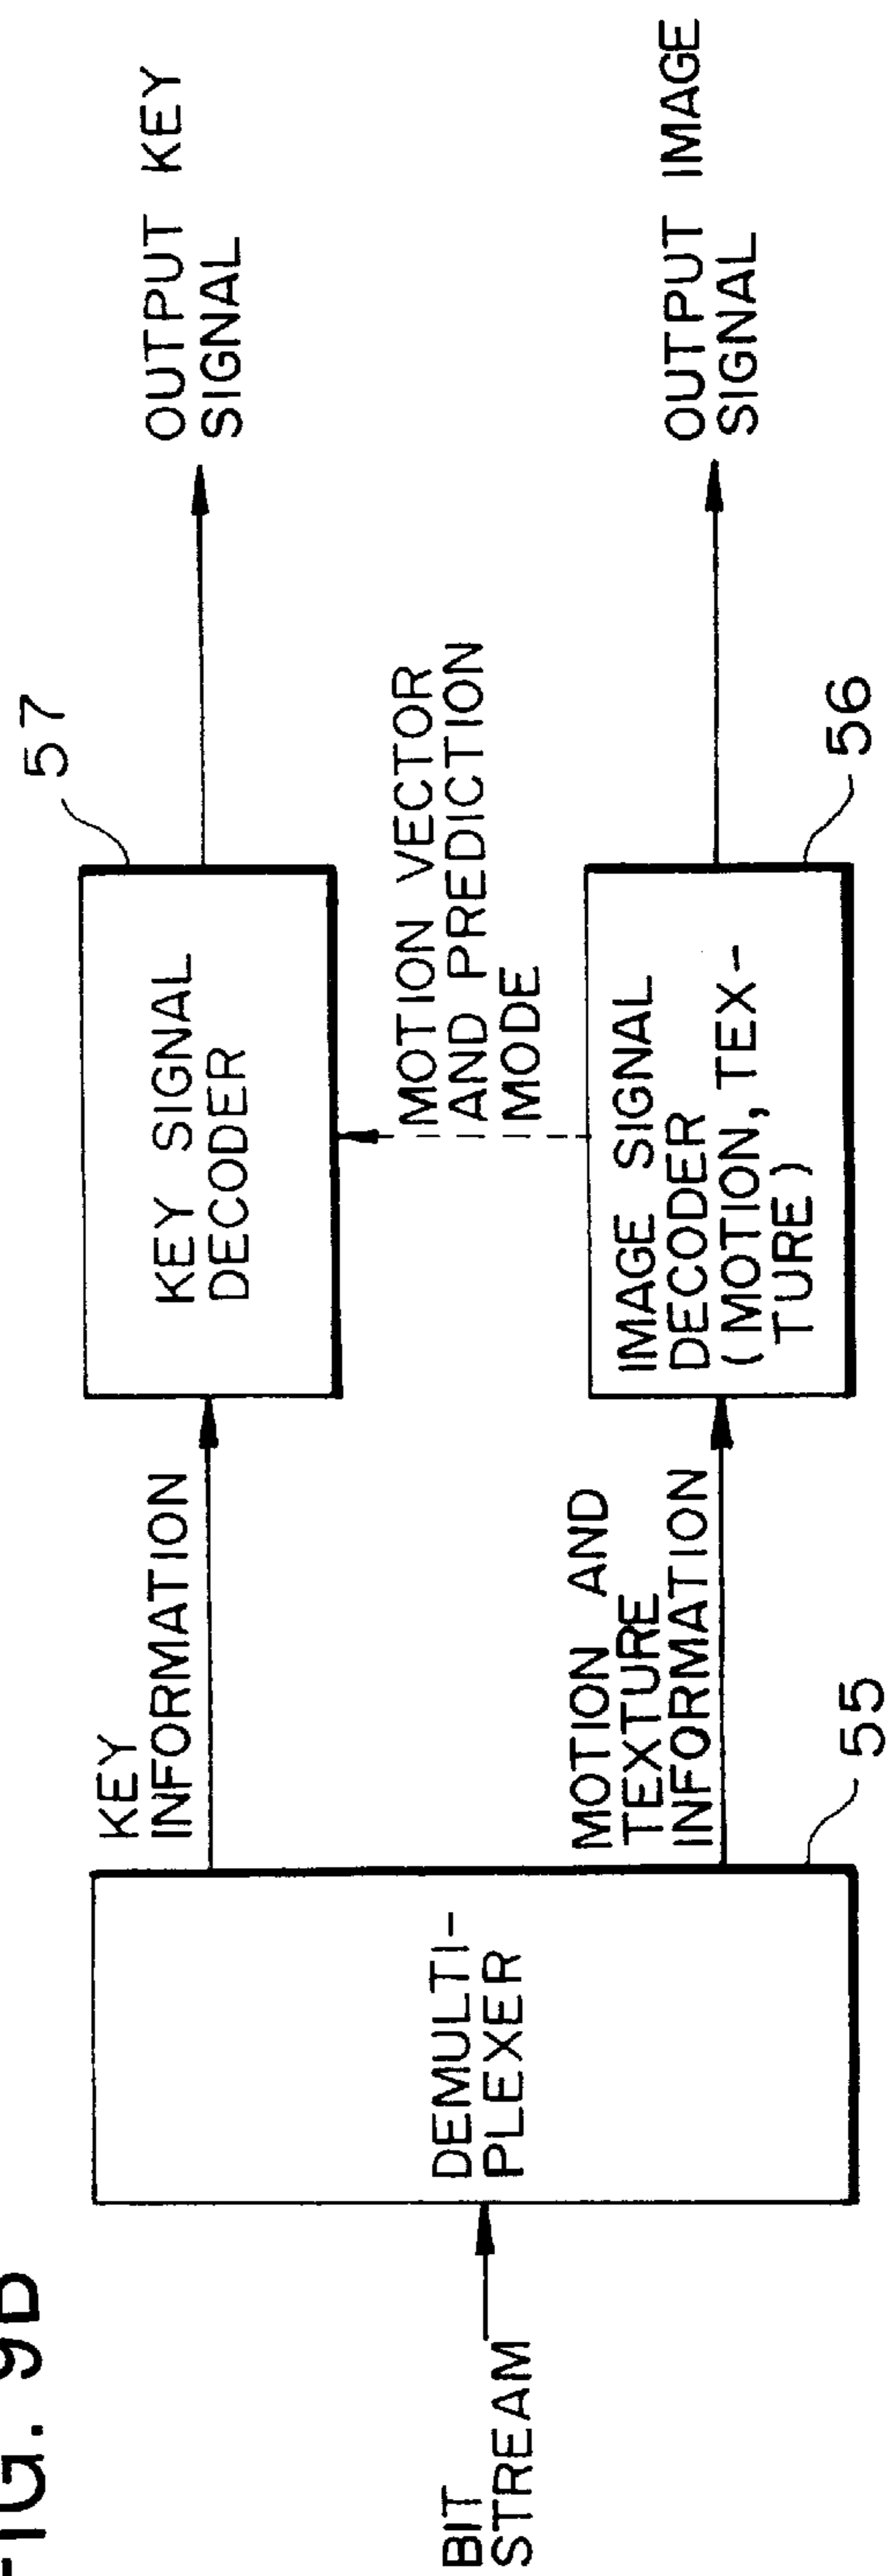 FIG. 9B
BIT
STREAM
DEMULTI-
PLEXER
55
KEY
INFORMATION
MOTION AND
TEXTURE
INFORMATION
KEY SIGNAL
DECODER
57
MOTION VECTOR
AND PREDICTION
MODE
IMAGE SIGNAL
DECODER
(MOTION, TEX-
TURE)
56
OUTPUT KEY
SIGNAL
OUTPUT IMAGE
SIGNAL